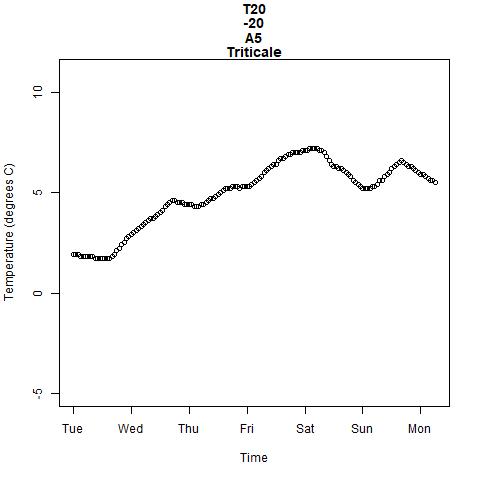 T20
-20
A5
Triticale
Temperature (degrees C)
10
5
0
-5
Tue Wed Thu Fri Sat Sun Mon
Time